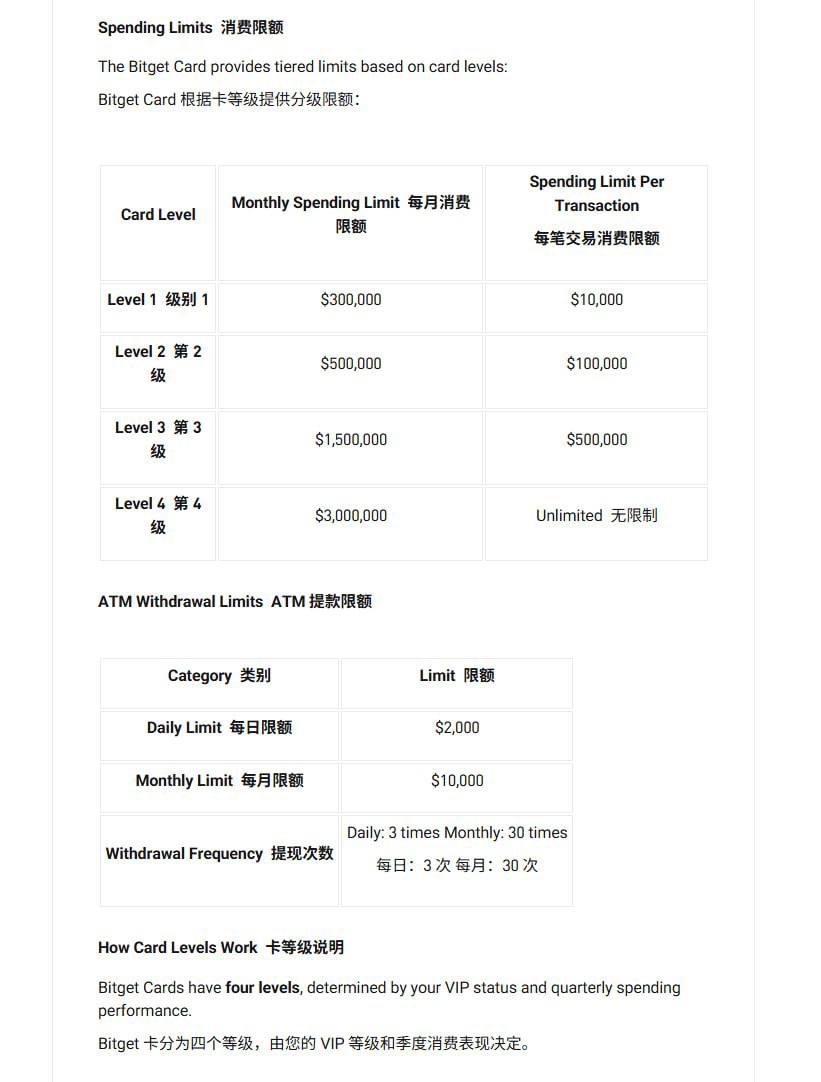 Spending Limits 消费限额
The Bitget Card provides tiered limits based on card levels:
Bitget Card 根据卡等级提供分级限额：
Card Level
Monthly Spending Limit 每月消费
限额
Spending Limit Per
Transaction
每笔交易消费限额
Level 1 级别 1
$300,000
$10,000
Level 2 第 2
级
$500,000
$100,000
Level 3 第 3
级
$1,500,000
$500,000
Level 4 第 4
级
$3,000,000
Unlimited 无限制
ATM Withdrawal Limits ATM 提款限额
Category 类别
Limit 限额
Daily Limit 每日限额
$2,000
Monthly Limit 每月限额
$10,000
Withdrawal Frequency 提现次数
Daily: 3 times Monthly: 30 times
每日：3 次 每月：30 次
How Card Levels Work 卡等级说明
Bitget Cards have four levels, determined by your VIP status and quarterly spending
performance.
Bitget 卡分为四个等级，由您的 VIP 等级和季度消费表现决定。